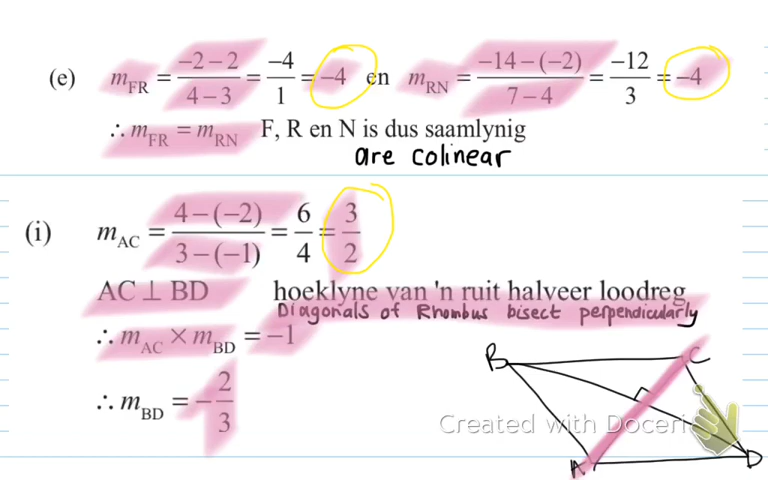 (e) m_FR = (−2−2)/(4−3) = −4/1 = −4 en m_RN = (−14−(−2))/(7−4) = −12/3 = −4
∴ m_FR = m_RN F, R en N is dus saamlynig
are colinear
(i) m_AC = (4−(−2))/(3−(−1)) = 6/4 = 3/2
AC ⊥ BD hoeklyne van 'n ruit halveer loodreg
Diagonals of Rhombus bisect perpendicularly
∴ m_AC × m_BD = −1
∴ m_BD = −2/3
B C
A D
Created with Doceri